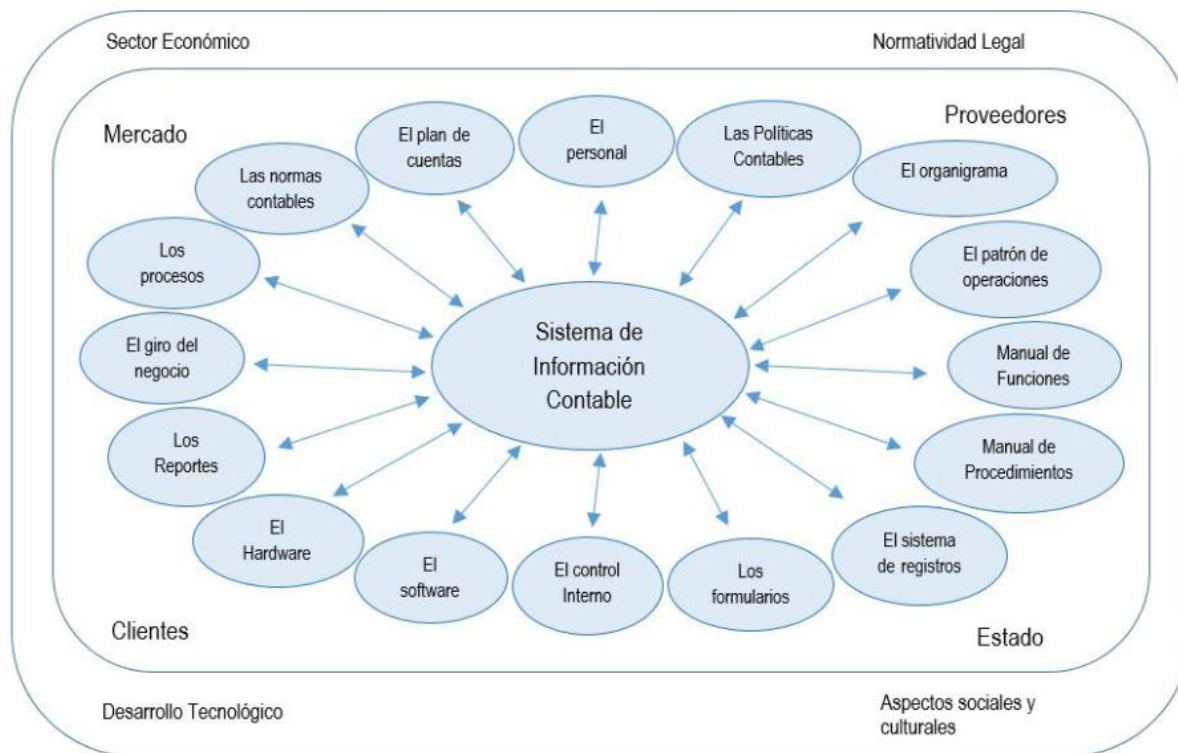 Sector Económico
Normatividad Legal
Mercado
Proveedores
El plan de
cuentas
El
personal
Las Políticas
Contables
Las normas
contables
El organigrama
Los
procesos
El patrón de
operaciones
El giro del
negocio
Sistema de
Información
Contable
Manual de
Funciones
Los
Reportes
Manual de
Procedimientos
El
Hardware
El
software
El control
Interno
Los
formularios
El sistema
de registros
Clientes
Estado
Desarrollo Tecnológico
Aspectos sociales y
culturales